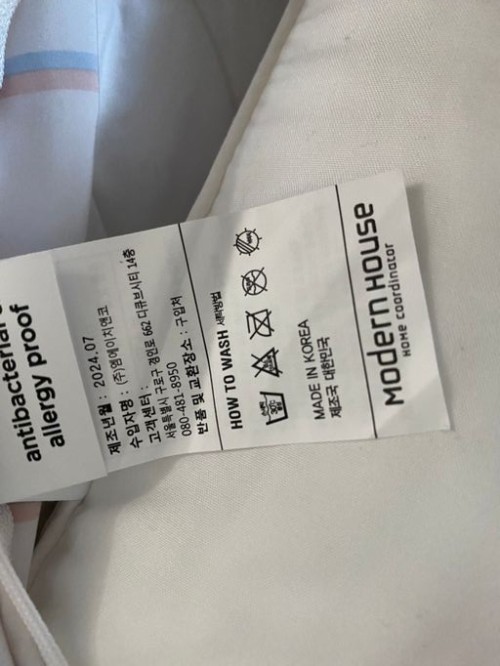 antibacterial
allergy proof
제조년월 : 2024.07
수입자명 : (주)엠에이치앤코
고객센터 :
서울특별시 구로구 경인로 662 디큐브시티 14층
080-481-8950
반품 및 교환장소 : 구입처
HOW TO WASH 세탁방법
MADE IN KOREA
제조국 대한민국
MODERN HOUSE
HOME coordinator